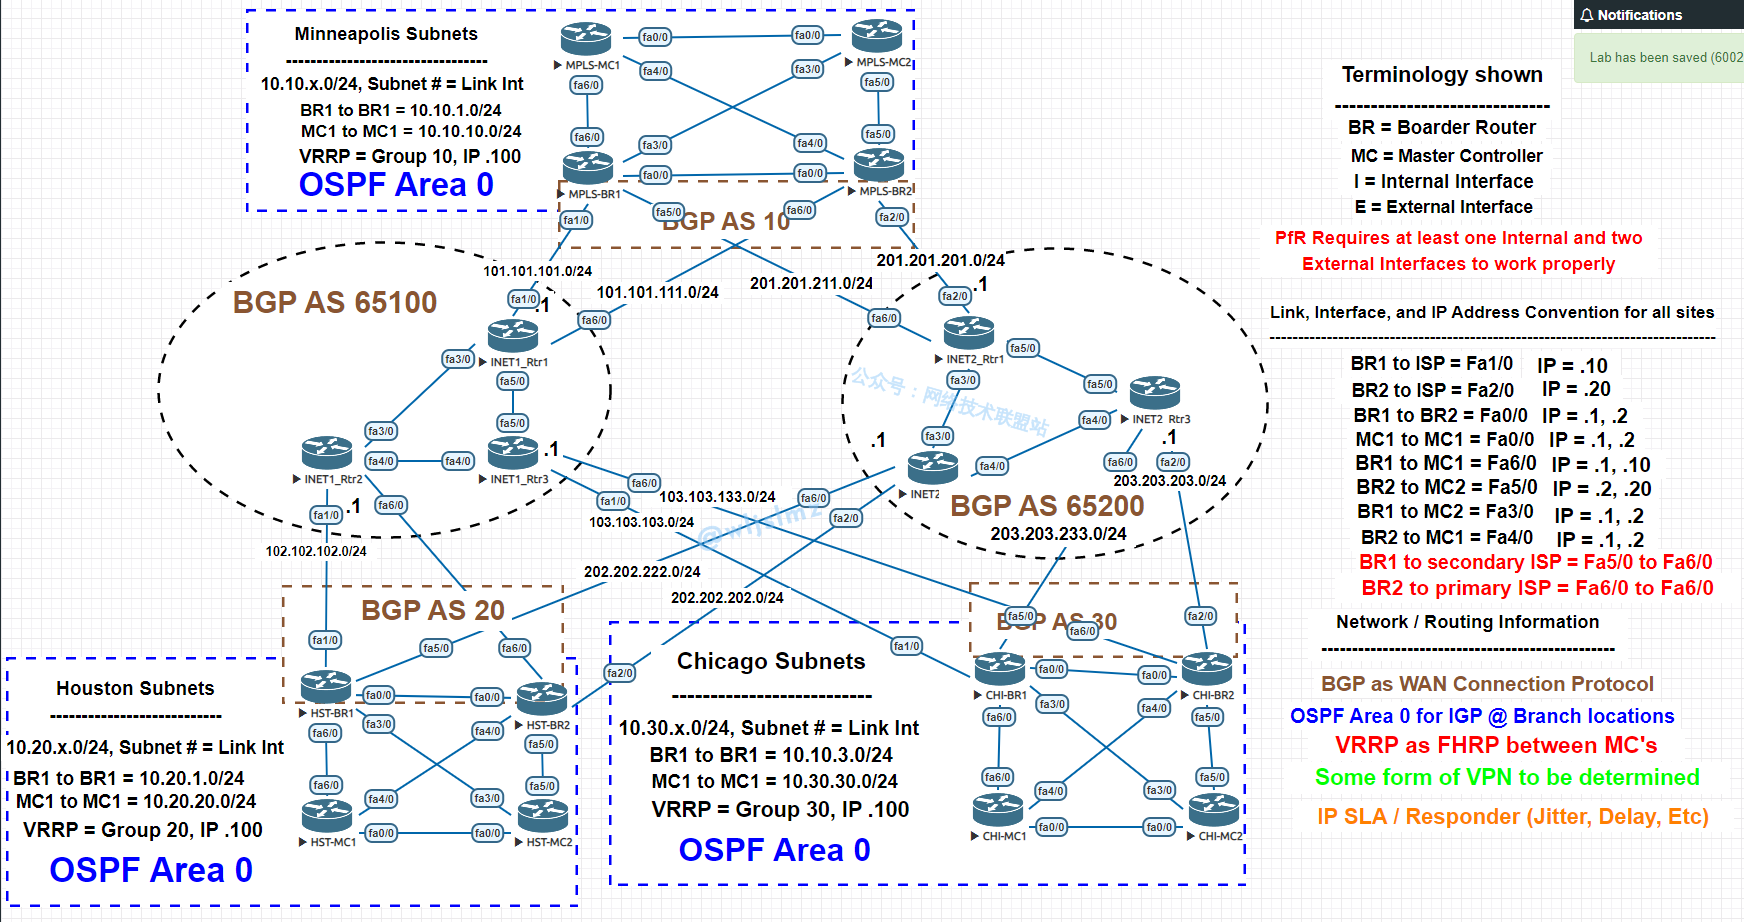 Notifications
Lab has been saved (6002
Minneapolis Subnets
---------------------------------
10.10.x.0/24, Subnet # = Link Int
BR1 to BR1 = 10.10.1.0/24
MC1 to MC1 = 10.10.10.0/24
VRRP = Group 10, IP .100
OSPF Area 0
fa0/0
fa0/0
MPLS-MC1
MPLS-MC2
fa4/0
fa3/0
fa6/0
fa5/0
fa6/0
fa5/0
fa3/0
fa4/0
fa0/0
fa0/0
MPLS-BR1
MPLS-BR2
fa1/0
fa5/0
fa6/0
fa2/0
BGP AS 10
101.101.101.0/24
101.101.111.0/24
201.201.211.0/24
201.201.201.0/24
BGP AS 65100
fa1/0
.1
fa6/0
fa3/0
INET1_Rtr1
fa5/0
fa5/0
fa3/0
fa4/0
fa4/0
INET1_Rtr2
INET1_Rtr3
.1
fa1/0
.1
fa6/0
102.102.102.0/24
fa6/0
fa1/0
103.103.133.0/24
103.103.103.0/24
fa2/0
.1
fa6/0
INET2_Rtr1
fa5/0
fa3/0
fa5/0
fa4/0
INET2_Rtr3
fa3/0
.1
fa4/0
INET2
.1
fa6/0
fa2/0
203.203.203.0/24
fa6/0
fa2/0
BGP AS 65200
203.203.233.0/24
公众号：网络技术联盟站
@wljslmz
202.202.222.0/24
202.202.202.0/24
BGP AS 20
fa1/0
fa5/0
fa6/0
fa2/0
HST-BR1
HST-BR2
fa0/0
fa0/0
fa3/0
fa4/0
fa6/0
fa5/0
fa6/0
fa5/0
fa4/0
fa3/0
HST-MC1
HST-MC2
fa0/0
fa0/0
Houston Subnets
----------------------------
10.20.x.0/24, Subnet # = Link Int
BR1 to BR1 = 10.20.1.0/24
MC1 to MC1 = 10.20.20.0/24
VRRP = Group 20, IP .100
OSPF Area 0
Chicago Subnets
---------------------------
10.30.x.0/24, Subnet # = Link Int
BR1 to BR1 = 10.10.3.0/24
MC1 to MC1 = 10.30.30.0/24
VRRP = Group 30, IP .100
OSPF Area 0
BGP AS 30
fa5/0
fa6/0
fa2/0
fa1/0
CHI-BR1
CHI-BR2
fa0/0
fa0/0
fa3/0
fa4/0
fa6/0
fa5/0
fa6/0
fa5/0
fa4/0
fa3/0
CHI-MC1
CHI-MC2
fa0/0
fa0/0
Terminology shown
------------------------------
BR = Boarder Router
MC = Master Controller
I = Internal Interface
E = External Interface
PfR Requires at least one Internal and two
External Interfaces to work properly
Link, Interface, and IP Address Convention for all sites
--------------------------------------------------------------------------------
BR1 to ISP = Fa1/0 IP = .10
BR2 to ISP = Fa2/0 IP = .20
BR1 to BR2 = Fa0/0 IP = .1, .2
MC1 to MC1 = Fa0/0 IP = .1, .2
BR1 to MC1 = Fa6/0 IP = .1, .10
BR2 to MC2 = Fa5/0 IP = .2, .20
BR1 to MC2 = Fa3/0 IP = .1, .2
BR2 to MC1 = Fa4/0 IP = .1, .2
BR1 to secondary ISP = Fa5/0 to Fa6/0
BR2 to primary ISP = Fa6/0 to Fa6/0
Network / Routing Information
------------------------------------------------
BGP as WAN Connection Protocol
OSPF Area 0 for IGP @ Branch locations
VRRP as FHRP between MC's
Some form of VPN to be determined
IP SLA / Responder (Jitter, Delay, Etc)